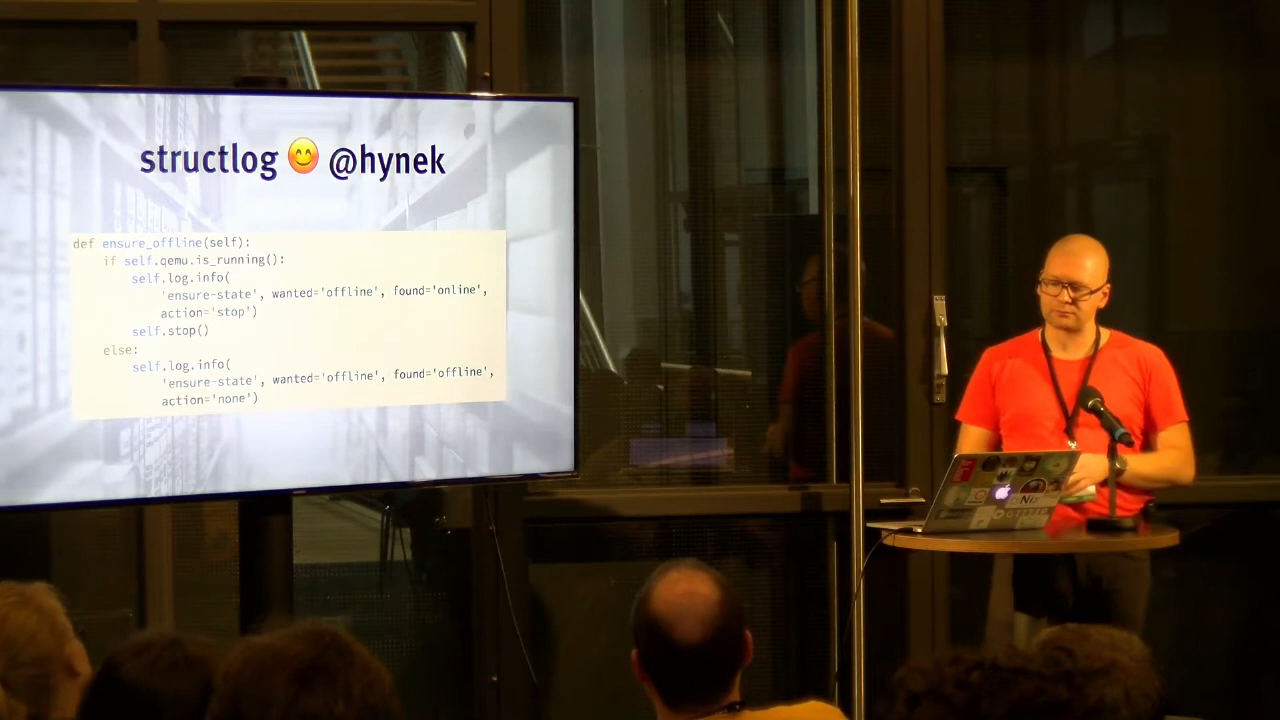 structlog 😊 @hynek
def ensure_offline(self):
    if self.qemu.is_running():
        self.log.info(
            'ensure-state', wanted='offline', found='online',
            action='stop')
        self.stop()
    else:
        self.log.info(
            'ensure-state', wanted='offline', found='offline',
            action='none')